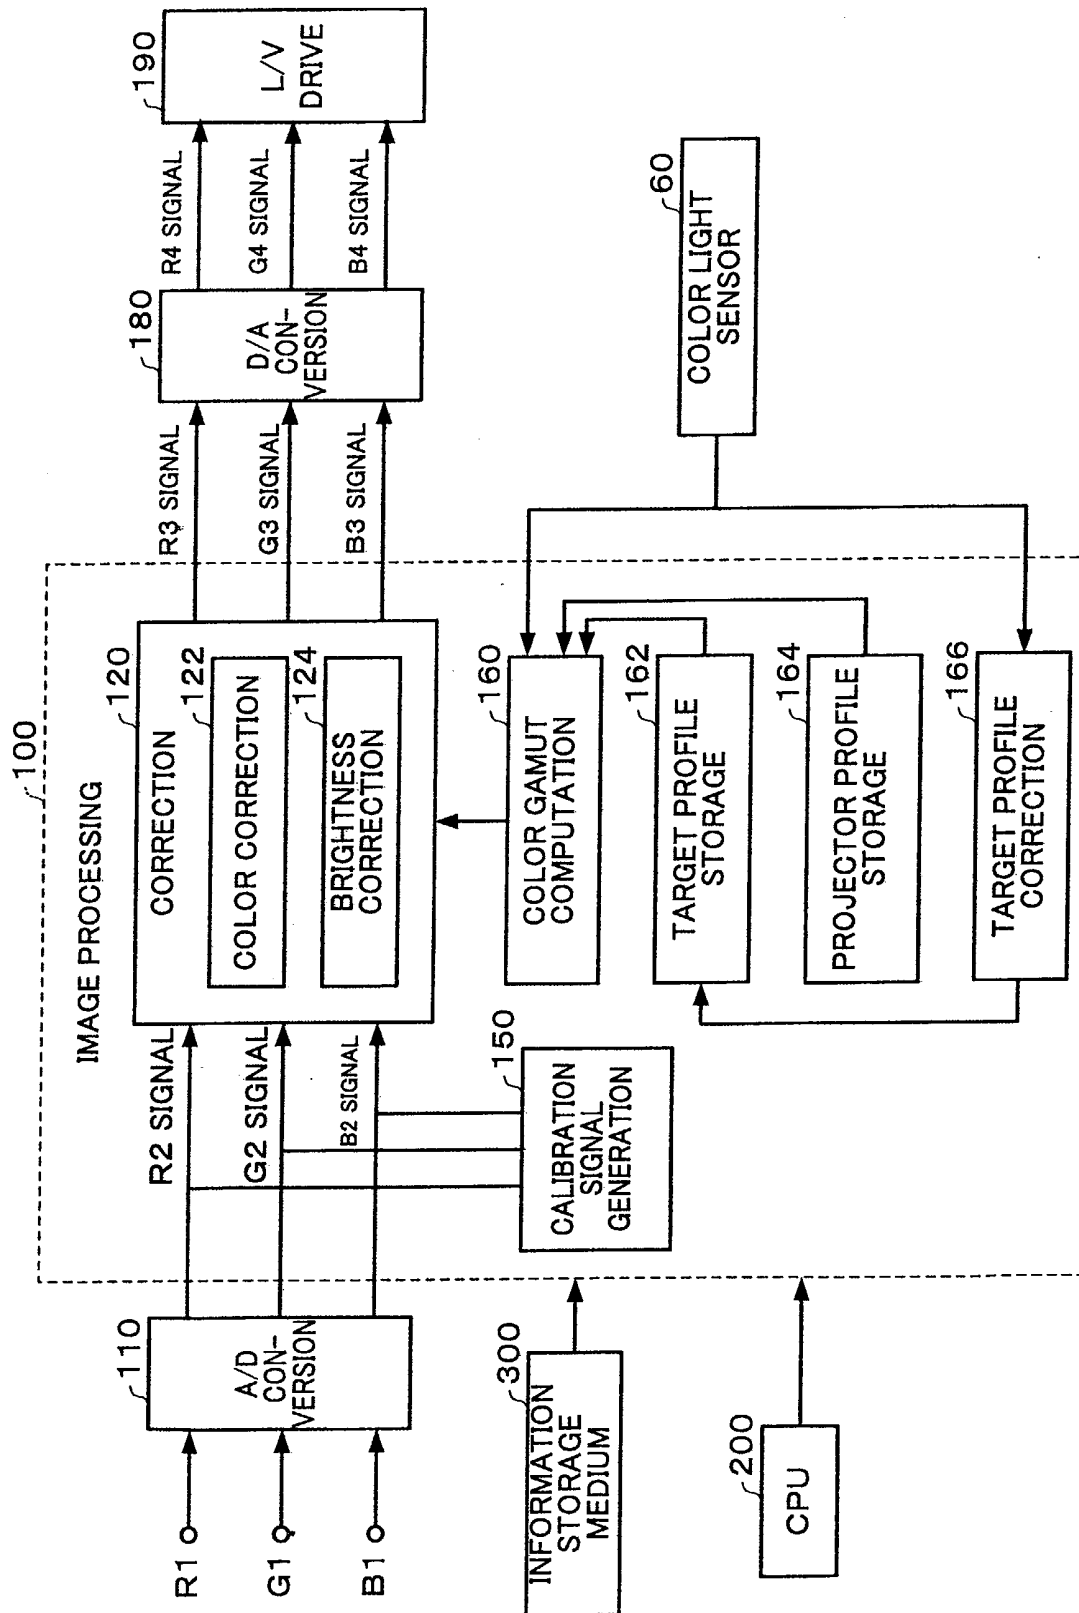 100
IMAGE PROCESSING
R1
G1
B1
110
A/D
CON-
VERSION
R2 SIGNAL
G2 SIGNAL
B2 SIGNAL
120
CORRECTION
122
COLOR CORRECTION
124
BRIGHTNESS
CORRECTION
R3 SIGNAL
G3 SIGNAL
B3 SIGNAL
180
D/A
CON-
VERSION
R4 SIGNAL
G4 SIGNAL
B4 SIGNAL
190
L/V
DRIVE
150
CALIBRATION
SIGNAL
GENERATION
160
COLOR GAMUT
COMPUTATION
162
TARGET PROFILE
STORAGE
164
PROJECTOR PROFILE
STORAGE
166
TARGET PROFILE
CORRECTION
60
COLOR LIGHT
SENSOR
300
INFORMATION
STORAGE
MEDIUM
200
CPU